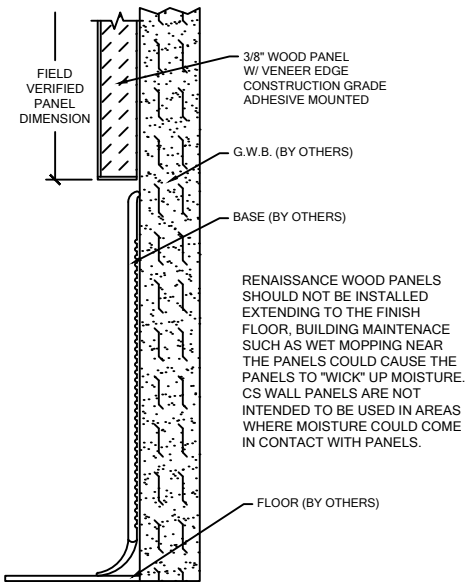 FIELD
VERIFIED
PANEL
DIMENSION
3/8" WOOD PANEL
W/ VENEER EDGE
CONSTRUCTION GRADE
ADHESIVE MOUNTED
G.W.B. (BY OTHERS)
BASE (BY OTHERS)
RENAISSANCE WOOD PANELS
SHOULD NOT BE INSTALLED
EXTENDING TO THE FINISH
FLOOR, BUILDING MAINTENACE
SUCH AS WET MOPPING NEAR
THE PANELS COULD CAUSE THE
PANELS TO "WICK" UP MOISTURE.
CS WALL PANELS ARE NOT
INTENDED TO BE USED IN AREAS
WHERE MOISTURE COULD COME
IN CONTACT WITH PANELS.
FLOOR (BY OTHERS)